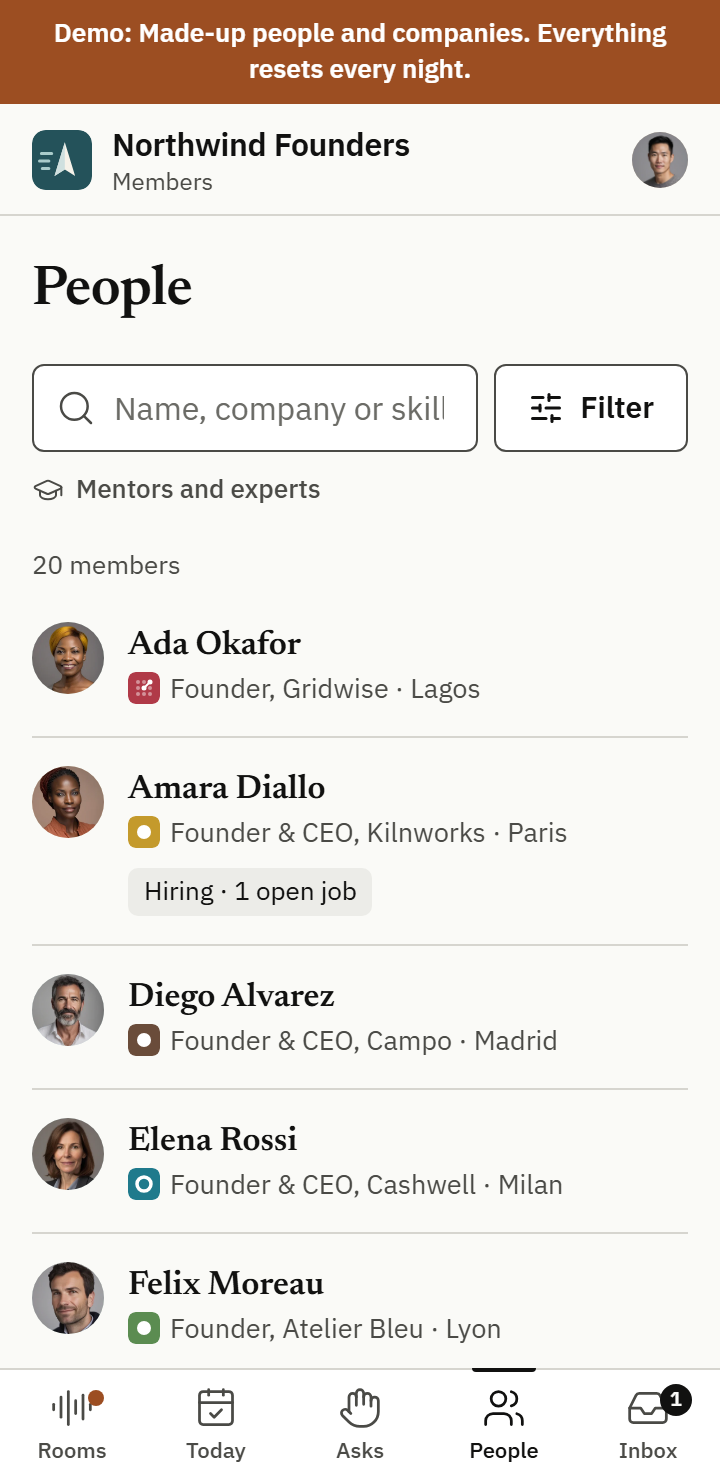 Demo: Made-up people and companies. Everything
resets every night.
Northwind Founders
Members
People
Name, company or skill
Filter
Mentors and experts
20 members
Ada Okafor
Founder, Gridwise · Lagos
Amara Diallo
Founder & CEO, Kilnworks · Paris
Hiring · 1 open job
Diego Alvarez
Founder & CEO, Campo · Madrid
Elena Rossi
Founder & CEO, Cashwell · Milan
Felix Moreau
Founder, Atelier Bleu · Lyon
1
Rooms Today Asks People Inbox